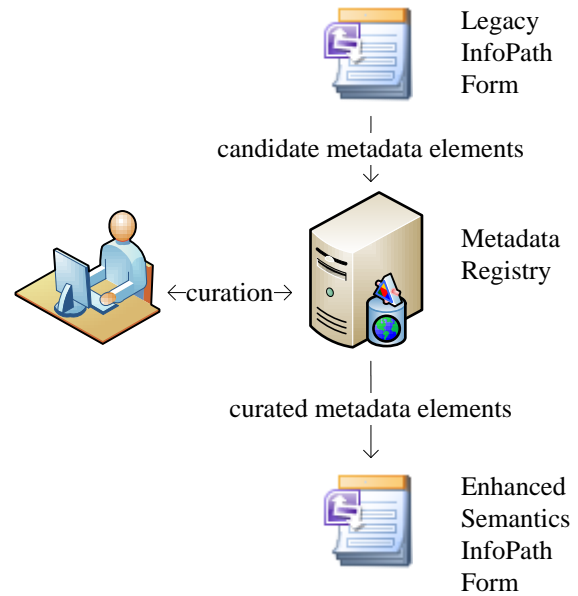 Legacy
InfoPath
Form
candidate metadata elements
Metadata
Registry
curation
curated metadata elements
Enhanced
Semantics
InfoPath
Form